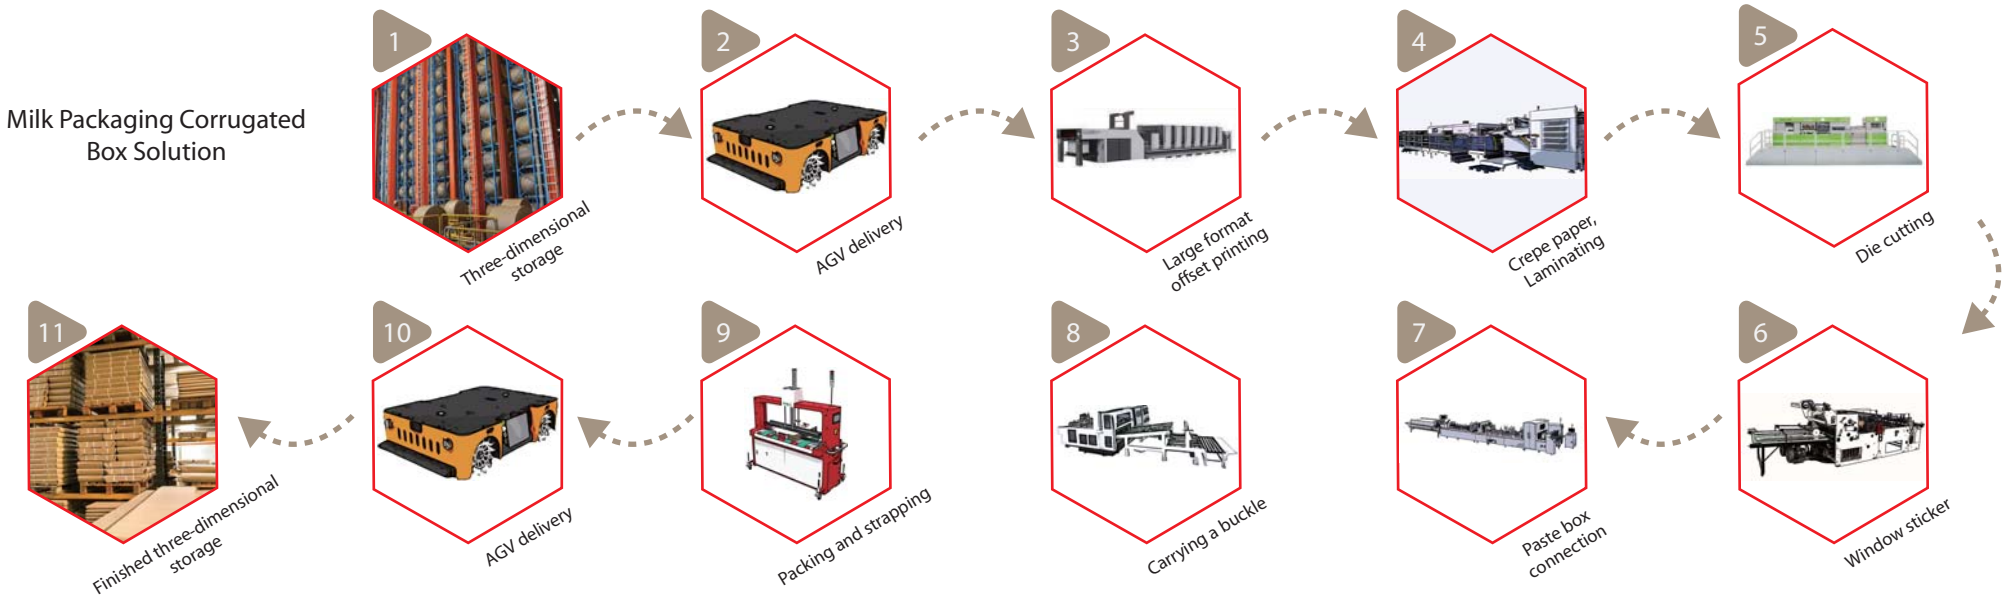 Milk Packaging Corrugated
Box Solution
1
Three-dimensional
storage
2
AGV delivery
3
Large format
offset printing
4
Crepe paper,
Laminating
5
Die cutting
6
Window sticker
7
Paste box
connection
8
Carrying a buckle
9
Packing and strapping
10
AGV delivery
11
Finished three-dimensional
storage